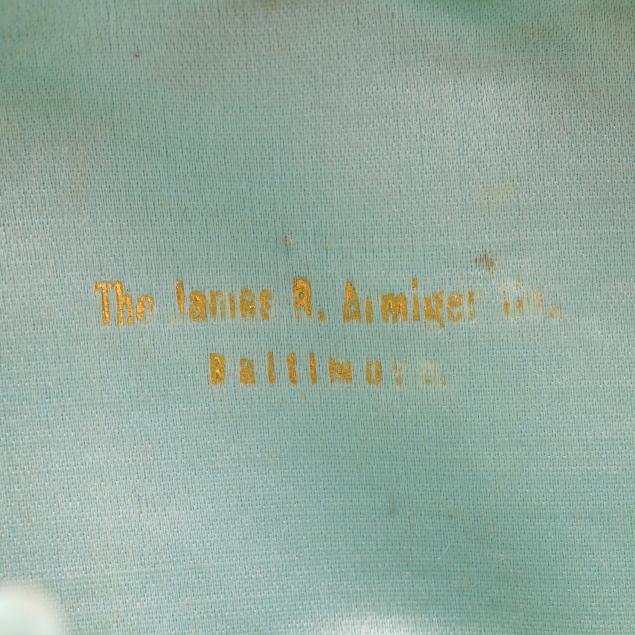 The James R. Armiger Co.
Baltimore.